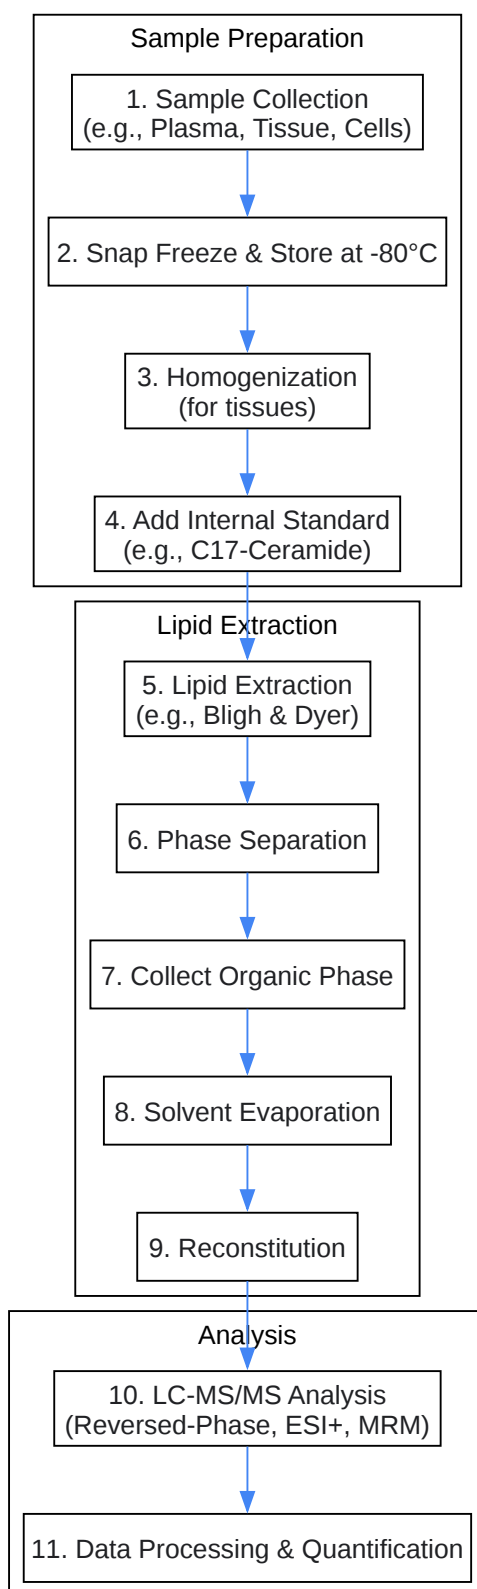 Sample Preparation
1. Sample Collection
(e.g., Plasma, Tissue, Cells)
2. Snap Freeze & Store at -80°C
3. Homogenization
(for tissues)
4. Add Internal Standard
(e.g., C17-Ceramide)
Lipid Extraction
5. Lipid Extraction
(e.g., Bligh & Dyer)
6. Phase Separation
7. Collect Organic Phase
8. Solvent Evaporation
9. Reconstitution
Analysis
10. LC-MS/MS Analysis
(Reversed-Phase, ESI+, MRM)
11. Data Processing & Quantification